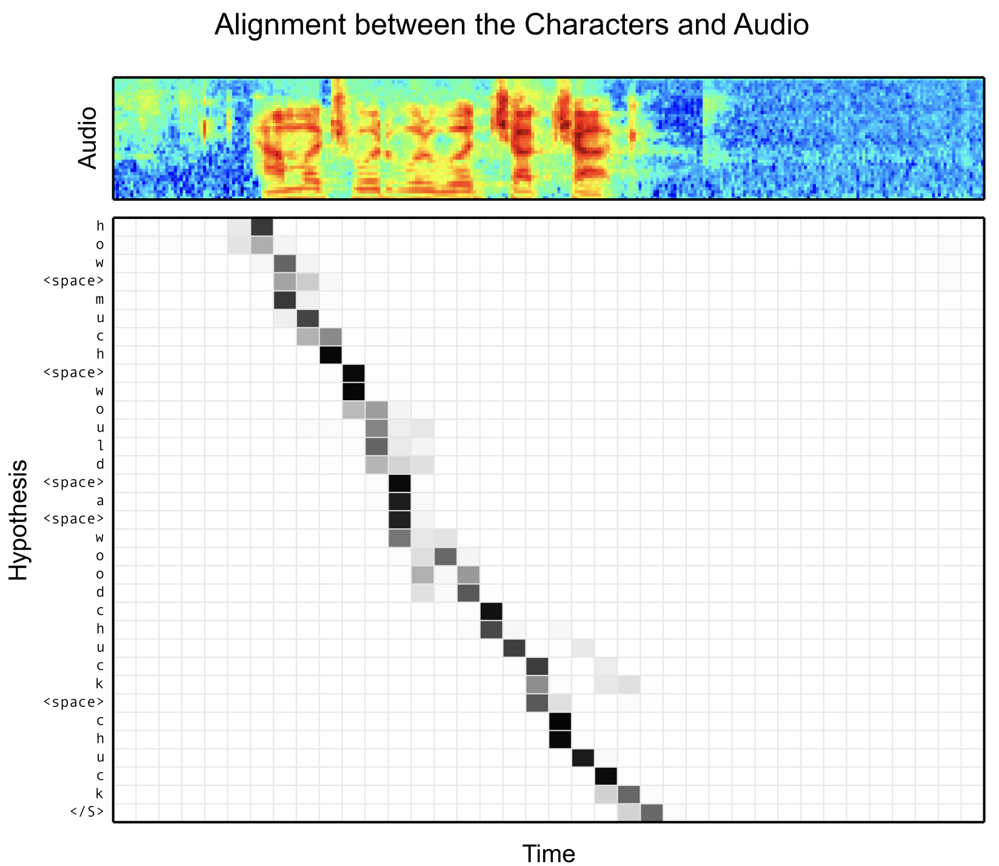 Alignment between the Characters and Audio
Audio
Hypothesis
h
o
w
<space>
m
u
c
h
<space>
w
o
u
l
d
<space>
a
<space>
w
o
o
d
c
h
u
c
k
<space>
c
h
u
c
k
</S>
Time